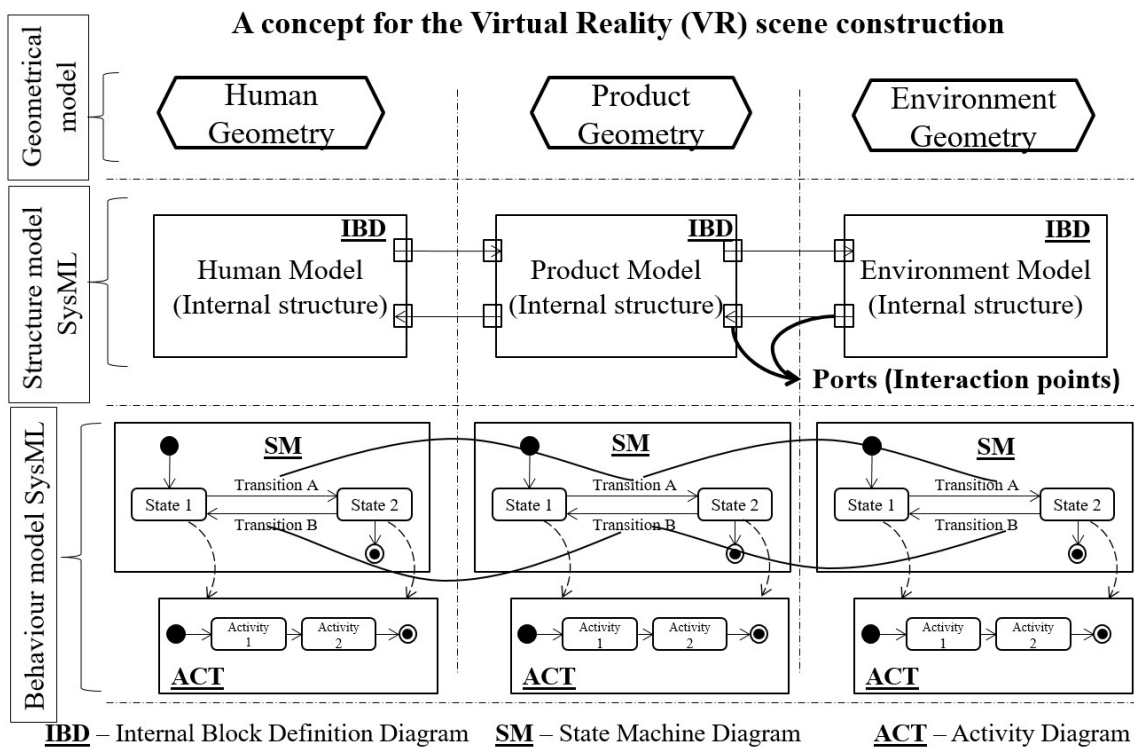 A concept for the Virtual Reality (VR) scene construction
Geometrical
model
Human
Geometry
Product
Geometry
Environment
Geometry
Structure model
SysML
IBD
Human Model
(Internal structure)
IBD
Product Model
(Internal structure)
IBD
Environment Model
(Internal structure)
Ports (Interaction points)
Behaviour model SysML
SM
State 1
Transition A
Transition B
State 2
Activity
1
Activity
2
ACT
SM
State 1
Transition A
Transition B
State 2
Activity
1
Activity
2
ACT
SM
State 1
Transition A
Transition B
State 2
Activity
1
Activity
2
ACT
IBD – Internal Block Definition Diagram
SM – State Machine Diagram
ACT – Activity Diagram